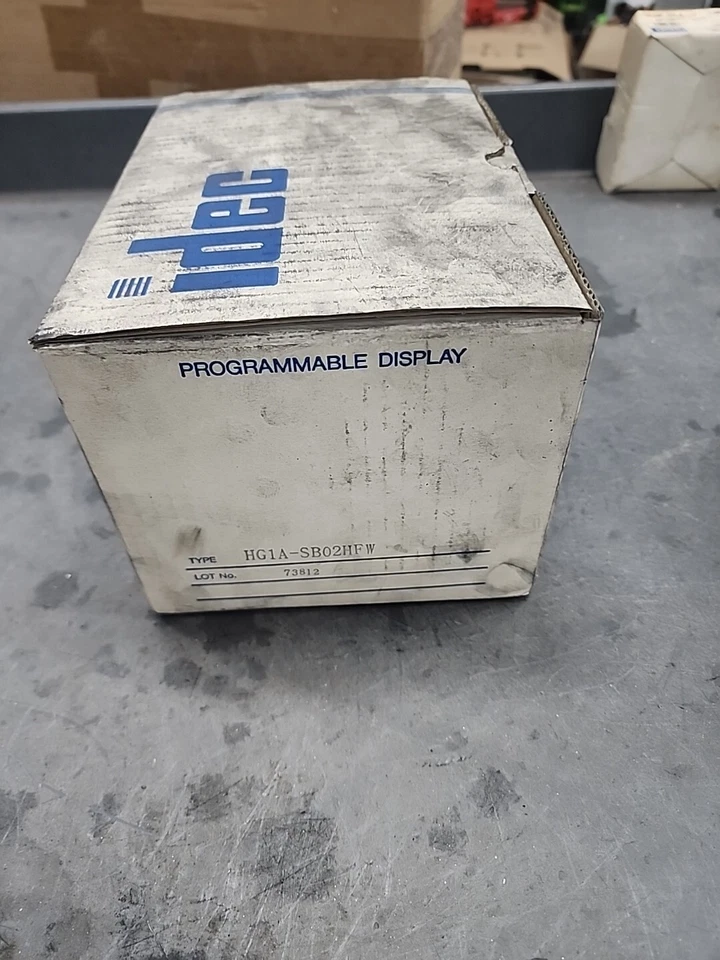 idec
PROGRAMMABLE DISPLAY
TYPE HG1A-SB02HFW
LOT No. 73812